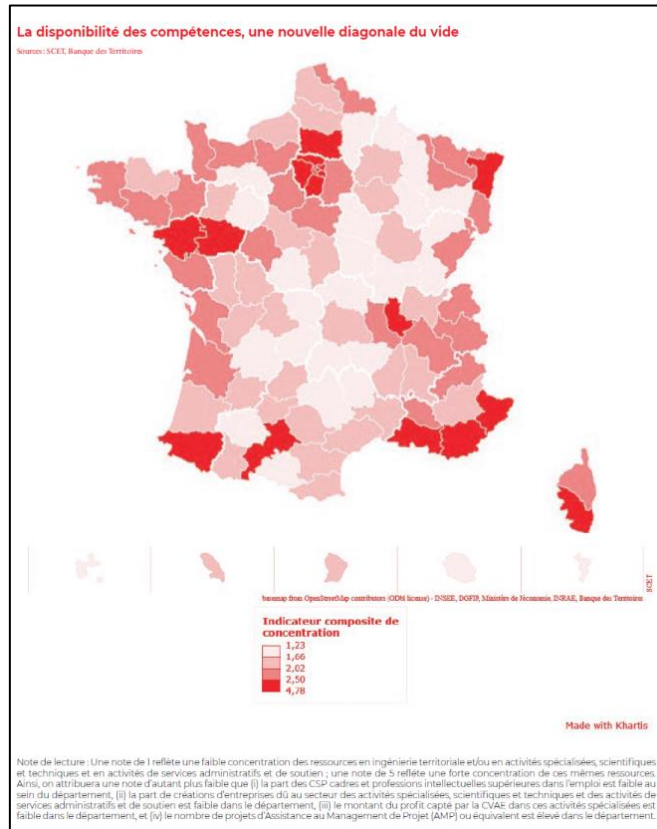 La disponibilité des compétences, une nouvelle diagonale du vide
Sources : SCET, Banque des Territoires
SCET
basemap from OpenStreetMap contributors (ODbL license) - INSEE, DGFIP, Ministère de l'économie, INRAE, Banque des Territoires
Indicateur composite de
concentration
1,23
1,66
2,02
2,50
4,78
Made with Khartis
Note de lecture : Une note de 1 reflète une faible concentration des ressources en ingénierie territoriale et/ou en activités spécialisées, scientifiques
et techniques et en activités de services administratifs et de soutien ; une note de 5 reflète une forte concentration de ces mêmes ressources.
Ainsi, on attribuera une note d'autant plus faible que (i) la part des CSP cadres et professions intellectuelles supérieures dans l'emploi est faible au
sein du département, (ii) la part de créations d'entreprises dû au secteur des activités spécialisées, scientifiques et techniques et des activités de
services administratifs et de soutien est faible dans le département, (iii) le montant du profit capté par la CVAE dans ces activités spécialisées est
faible dans le département, et (iv) le nombre de projets d'Assistance au Management de Projet (AMP) ou équivalent est élevé dans le département.